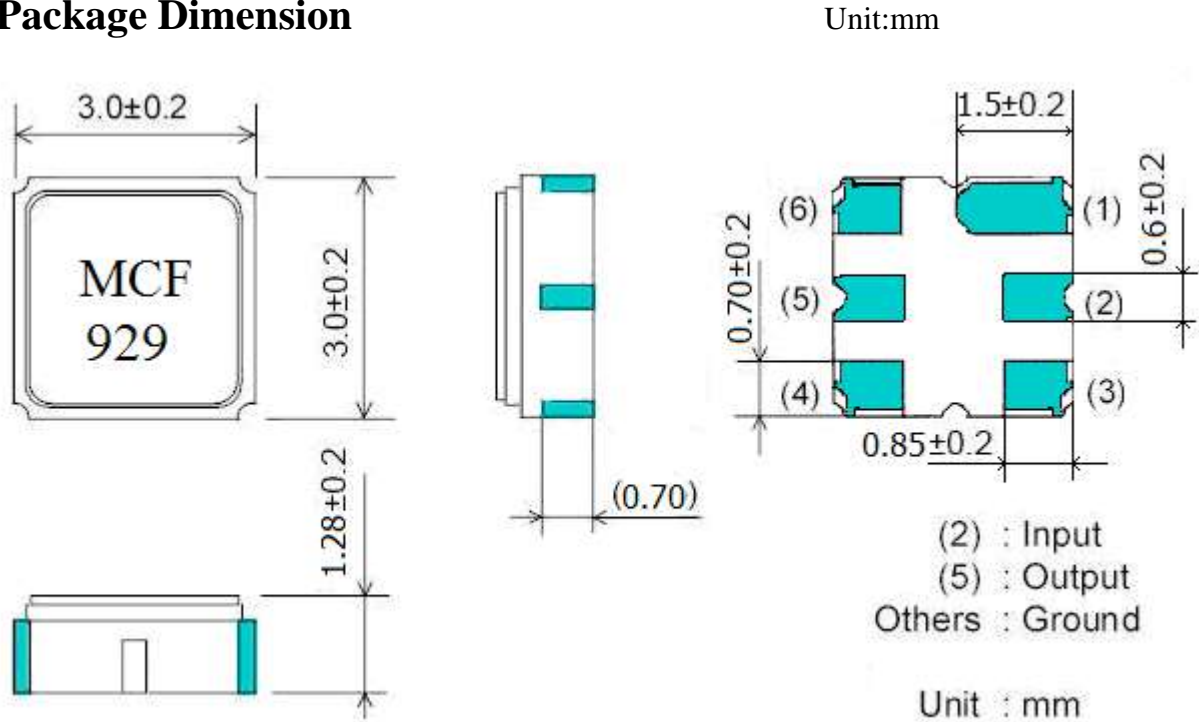 Package Dimension Unit:mm
3.0±0.2
1.5±0.2
MCF
929
3.0±0.2
(6)
(1)
0.6±0.2
0.70±0.2
(5)
(2)
(4)
(3)
0.85±0.2
1.28±0.2
(0.70)
(2) : Input
(5) : Output
Others : Ground
Unit : mm